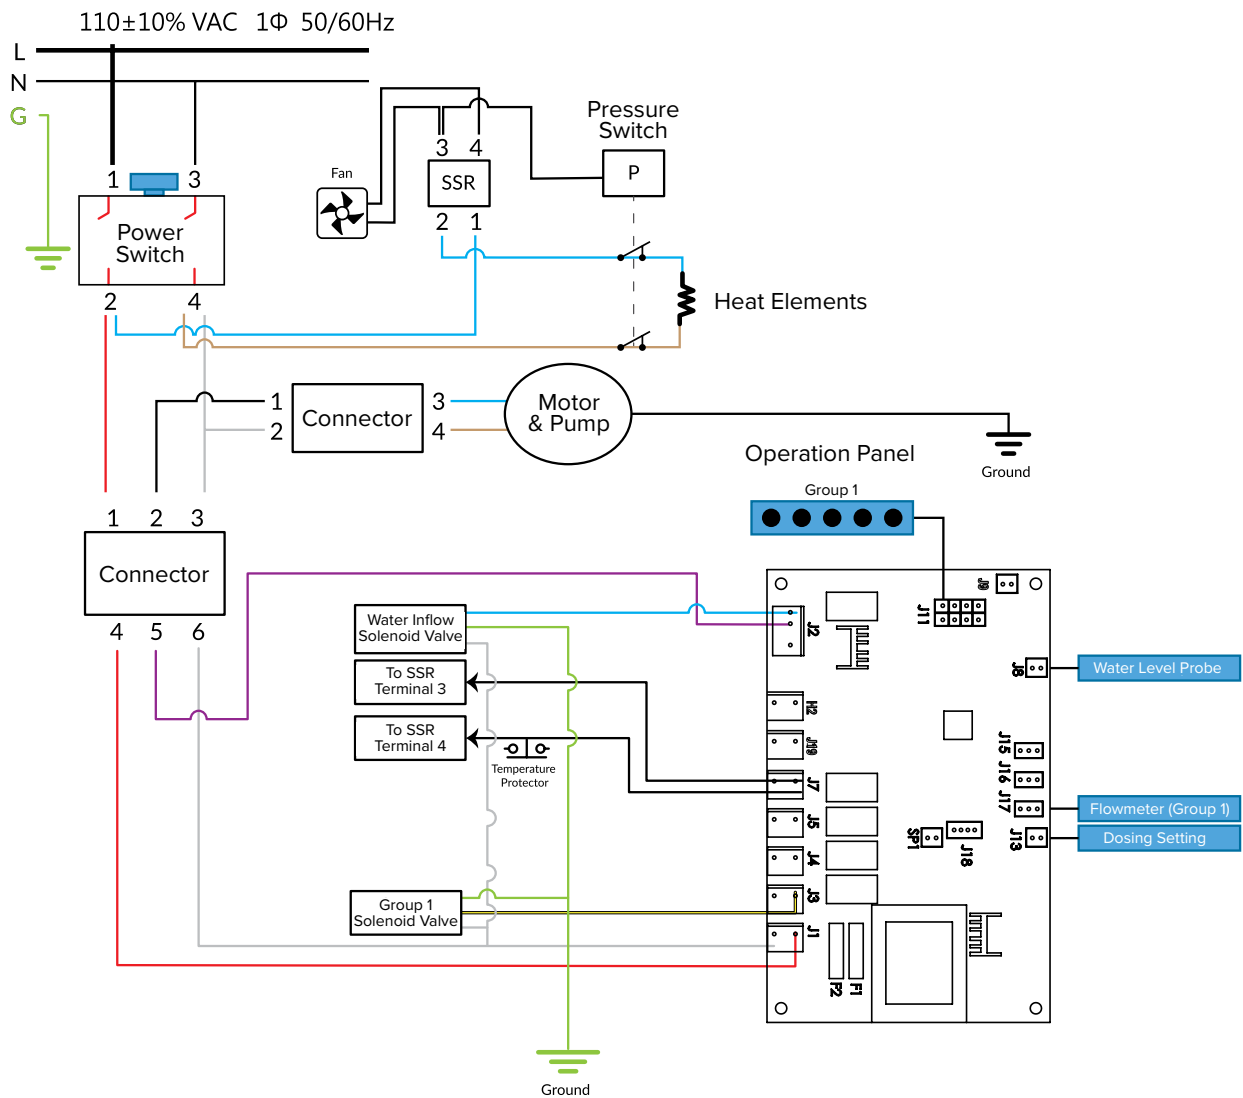 110±10% VAC 1Φ 50/60Hz
L
N
G
Pressure
Switch
P
Fan
3 4
SSR
2 1
1 3
Power
Switch
2 4
Heat Elements
1
2
Connector
3
4
Motor
& Pump
Ground
Operation Panel
Group 1
1 2 3
Connector
4 5 6
Water Inflow
Solenoid Valve
To SSR
Terminal 3
To SSR
Terminal 4
Temperature
Protector
Group 1
Solenoid Valve
Ground
J9
J11
J2
J8
Water Level Probe
H2
J19
J15
J16
J7
J17
Flowmeter (Group 1)
J5
SP1
J18
J13
Dosing Setting
J4
J3
J1
F2
F1